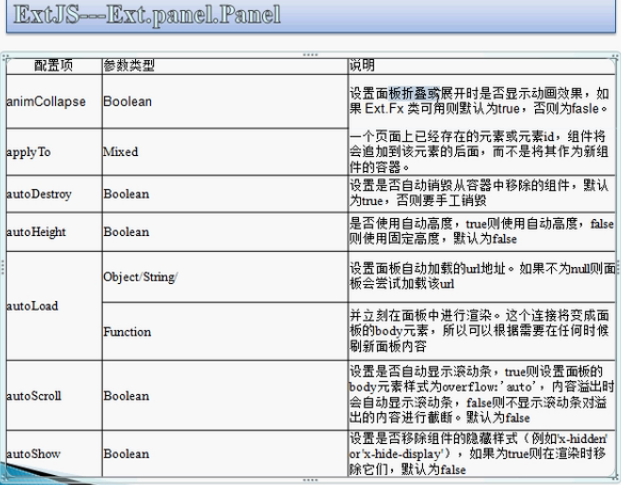 ExtJS---Ext.panel.Panel
配置项 参数类型 说明
animCollapse Boolean 设置面板折叠或展开时是否显示动画效果，如
果 Ext.Fx 类可用则默认为true，否则为fasle。
applyTo Mixed 一个页面上已经存在的元素或元素id，组件将
会追加到该元素的后面，而不是将其作为新组
件的容器。
autoDestroy Boolean 设置是否自动销毁从容器中移除的组件，默认
为true，否则要手工销毁
autoHeight Boolean 是否使用自动高度，true则使用自动高度，false
则使用固定高度，默认为false
autoLoad Object/String/ 设置面板自动加载的url地址。如果不为null则面
板会尝试加载该url
Function 并立刻在面板中进行渲染。这个连接将变成面
板的body元素，所以可以根据需要在任何时候
刷新面板内容
autoScroll Boolean 设置是否自动显示滚动条，true则设置面板的
body元素样式为overflow:'auto'，内容溢出时
会自动显示滚动条，false则不显示滚动条对溢
出的内容进行截断。默认为false
autoShow Boolean 设置是否移除组件的隐藏样式（例如'x-hidden'
or'x-hide-display'），如果为true则在渲染时移
除它们，默认为false